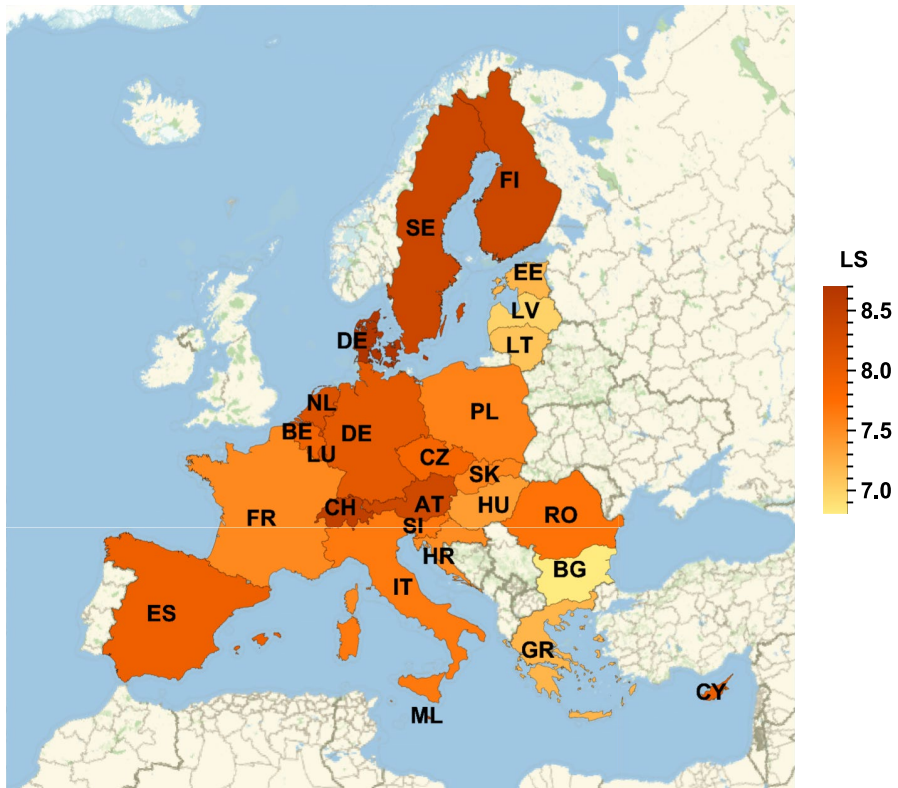 FI
SE
EE
LV
LT
DE
NL
PL
BE
DE
LU
CZ
SK
CH
AT
HU
FR
SI
RO
HR
BG
IT
ES
GR
CY
ML
LS
8.5
8.0
7.5
7.0